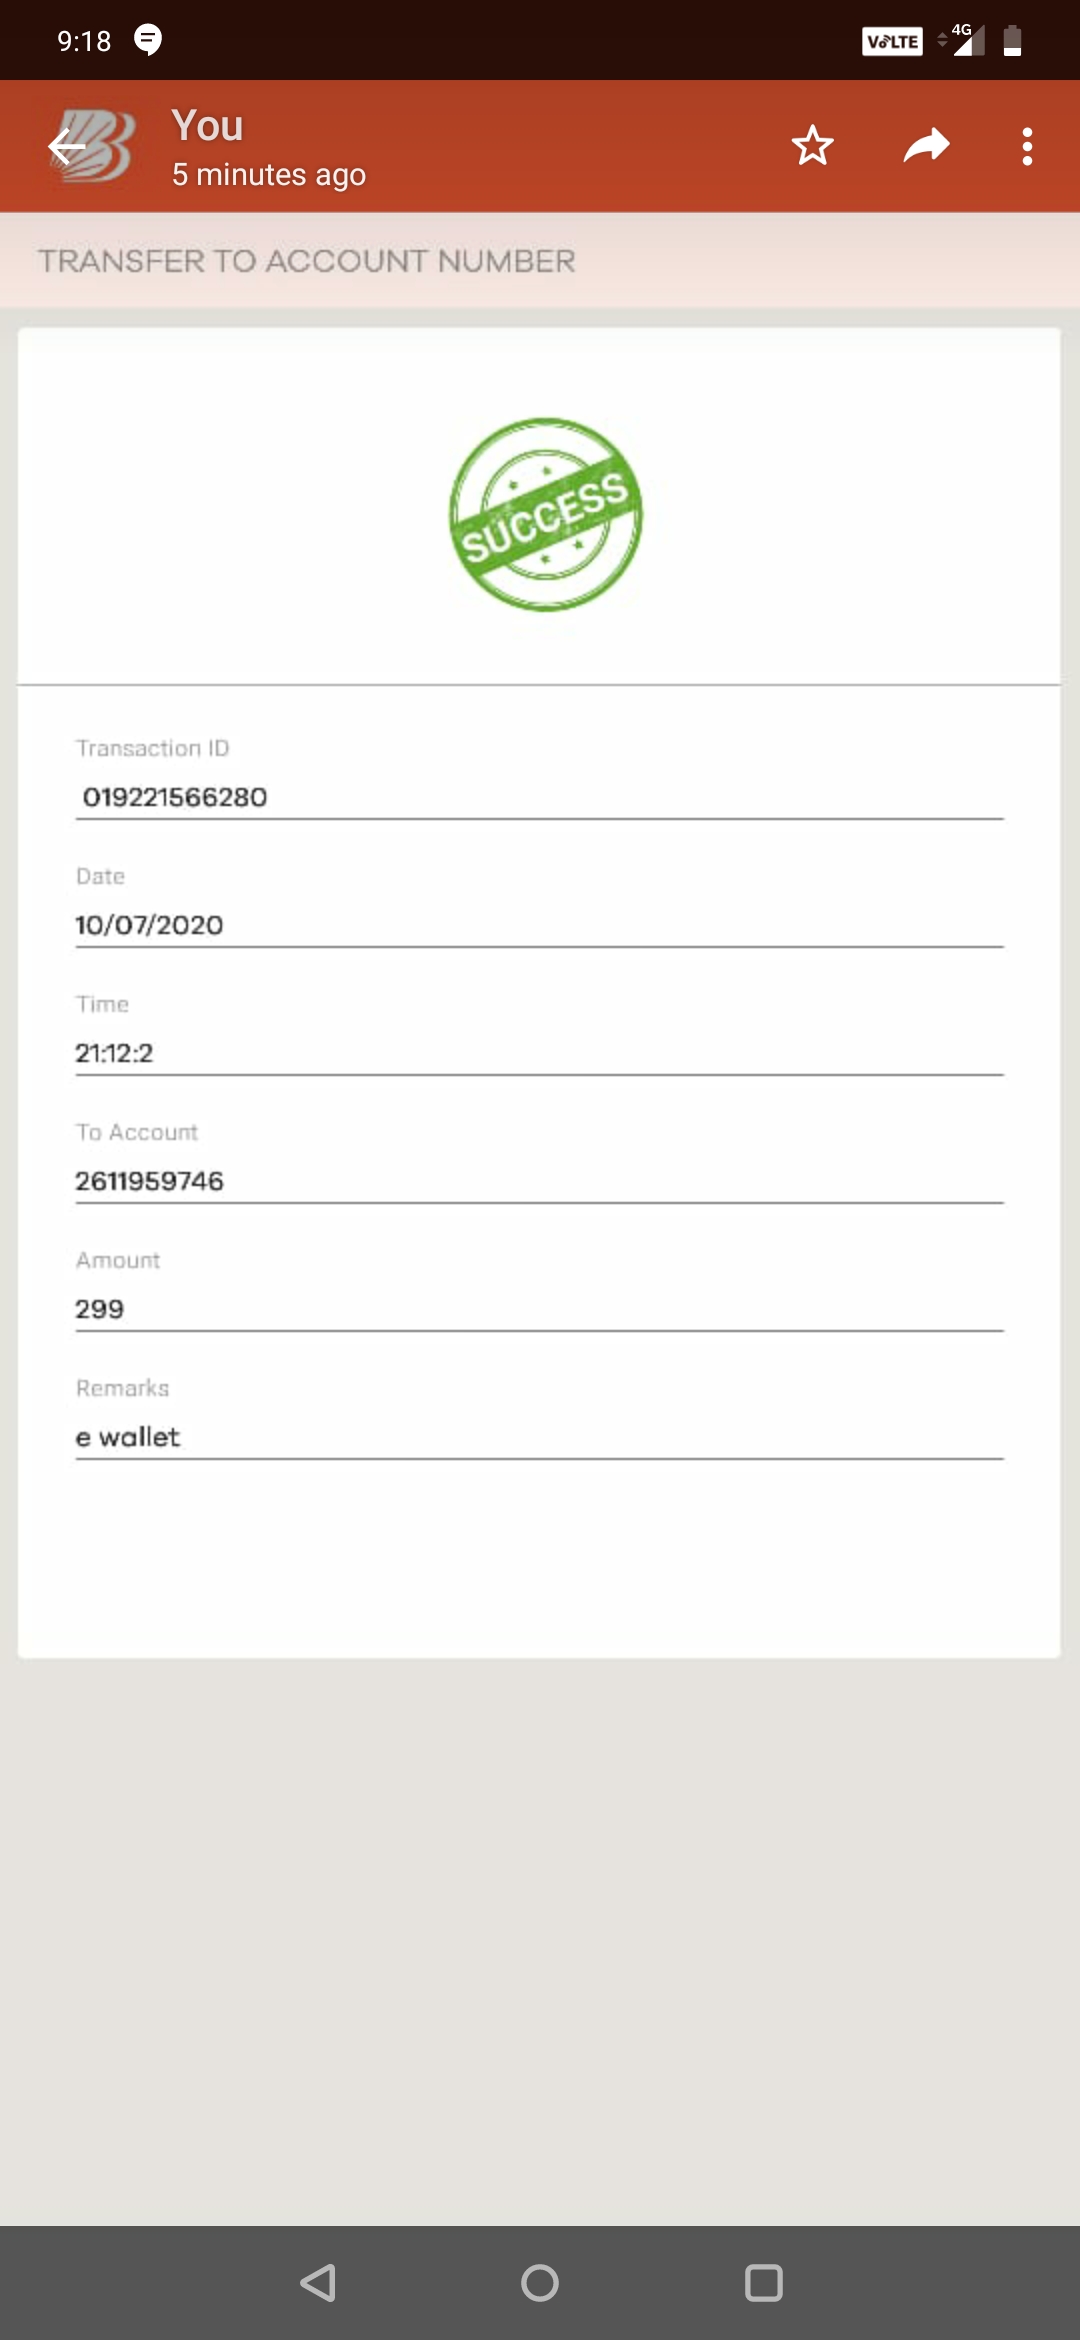 9:18
VoLTE 4G
You
5 minutes ago
TRANSFER TO ACCOUNT NUMBER
SUCCESS
Transaction ID
019221566280
Date
10/07/2020
Time
21:12:2
To Account
2611959746
Amount
299
Remarks
e wallet